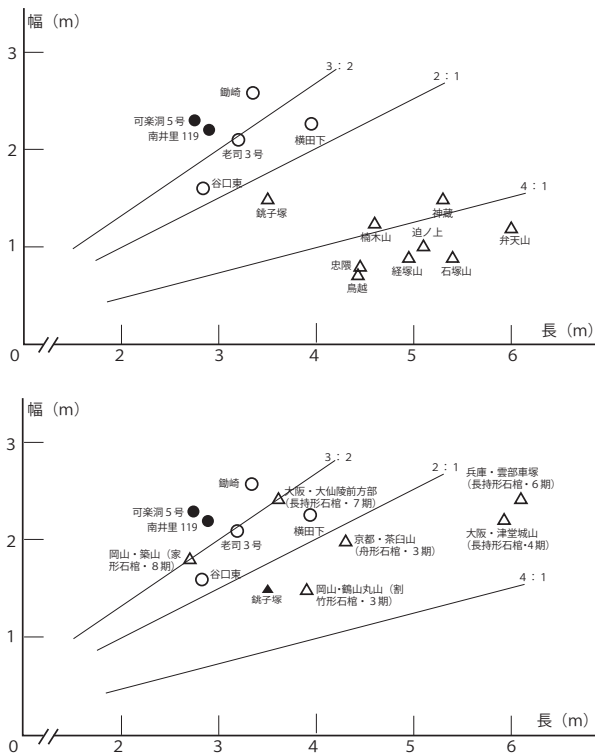 幅（m）
3
3：2
2：1
鋤崎
可楽洞5号
南井里119
横田下
2
老司3号
谷口東
4：1
銚子塚
神蔵
楠木山
迫ノ上
弁天山
1
忠隈
経塚山
石塚山
鳥越
長（m）
0
2
3
4
5
6
幅（m）
3
3：2
2：1
兵庫・雲部車塚
（長持形石棺・6期）
鋤崎
大阪・大仙陵前方部
（長持形石棺・7期）
可楽洞5号
南井里119
横田下
大阪・津堂城山
（長持形石棺・4期）
2
老司3号
京都・茶臼山
（舟形石棺・3期）
岡山・築山（家
形石棺・8期）
谷口東
4：1
銚子塚
岡山・鶴山丸山（割
竹形石棺・3期）
1
長（m）
0
2
3
4
5
6